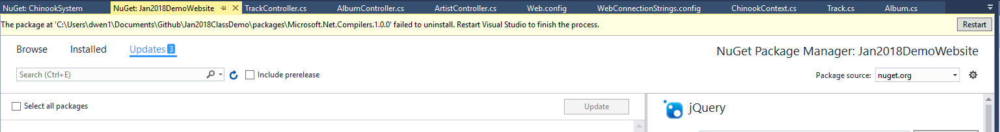 NuGet: ChinookSystem NuGet: Jan2018DemoWebsite TrackController.cs AlbumController.cs ArtistController.cs Web.config WebConnectionStrings.config ChinookContext.cs Track.cs Album.cs
The package at 'C:\Users\dwen1\Documents\Github\Jan2018ClassDemo\packages\Microsoft.Net.Compilers.1.0.0' failed to uninstall. Restart Visual Studio to finish the process. Restart
Browse Installed Updates 3 NuGet Package Manager: Jan2018DemoWebsite
Search (Ctrl+E) Include prerelease Package source: nuget.org
Select all packages Update jQuery